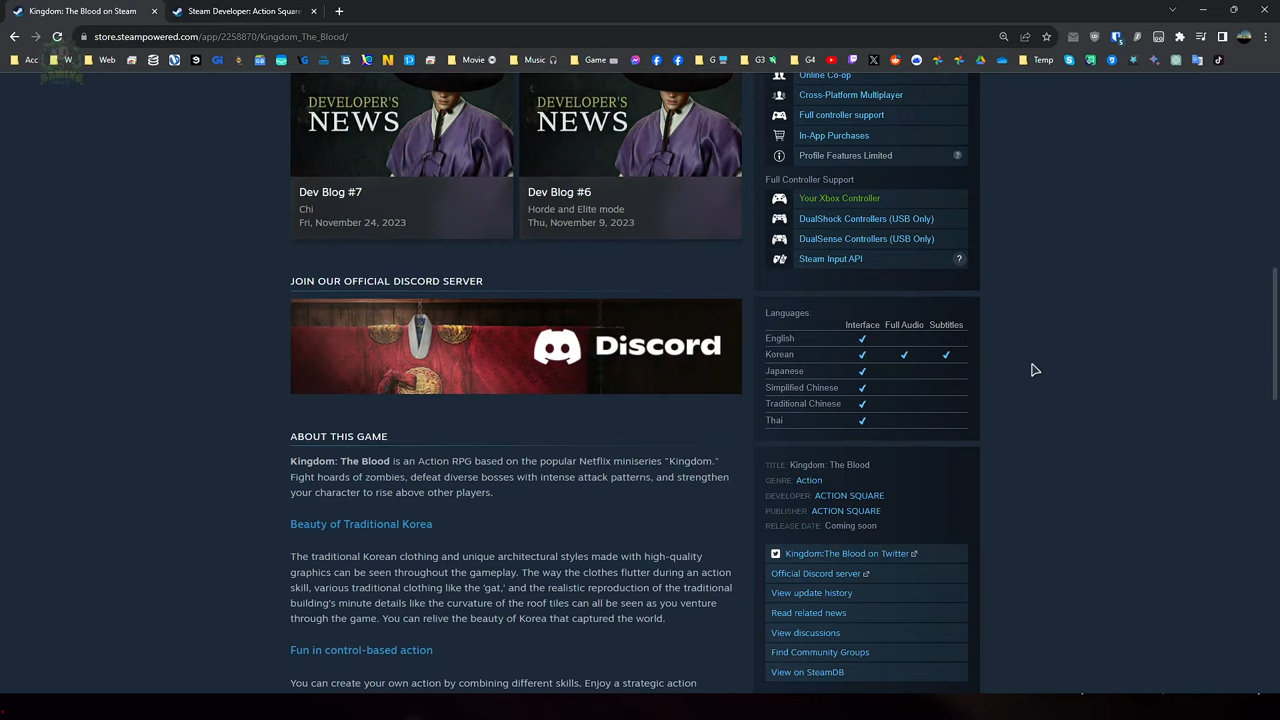 Kingdom: The Blood on Steam
Steam Developer: Action Square
store.steampowered.com/app/2258870/Kingdom_The_Blood/
Acc
W
Web
G2
Movie
Music
Game
G
G3
G4
Temp
GAMING
DEVELOPER'S
NEWS
Dev Blog #7
Chi
Fri, November 24, 2023
DEVELOPER'S
NEWS
Dev Blog #6
Horde and Elite mode
Thu, November 9, 2023
JOIN OUR OFFICIAL DISCORD SERVER
Discord
ABOUT THIS GAME
Kingdom: The Blood is an Action RPG based on the popular Netflix miniseries "Kingdom."
Fight hoards of zombies, defeat diverse bosses with intense attack patterns, and strengthen
your character to rise above other players.
Beauty of Traditional Korea
The traditional Korean clothing and unique architectural styles made with high-quality
graphics can be seen throughout the gameplay. The way the clothes flutter during an action
skill, various traditional clothing like the 'gat,' and the realistic reproduction of the traditional
building's minute details like the curvature of the roof tiles can all be seen as you venture
through the game. You can relive the beauty of Korea that captured the world.
Fun in control-based action
You can create your own action by combining different skills. Enjoy a strategic action
Online Co-op
Cross-Platform Multiplayer
Full controller support
In-App Purchases
Profile Features Limited ?
Full Controller Support
Your Xbox Controller
DualShock Controllers (USB Only)
DualSense Controllers (USB Only)
Steam Input API ?
Languages:
Interface Full Audio Subtitles
English ✔
Korean ✔ ✔ ✔
Japanese ✔
Simplified Chinese ✔
Traditional Chinese ✔
Thai ✔
TITLE: Kingdom: The Blood
GENRE: Action
DEVELOPER: ACTION SQUARE
PUBLISHER: ACTION SQUARE
RELEASE DATE: Coming soon
Kingdom:The Blood on Twitter
Official Discord server
View update history
Read related news
View discussions
Find Community Groups
View on SteamDB